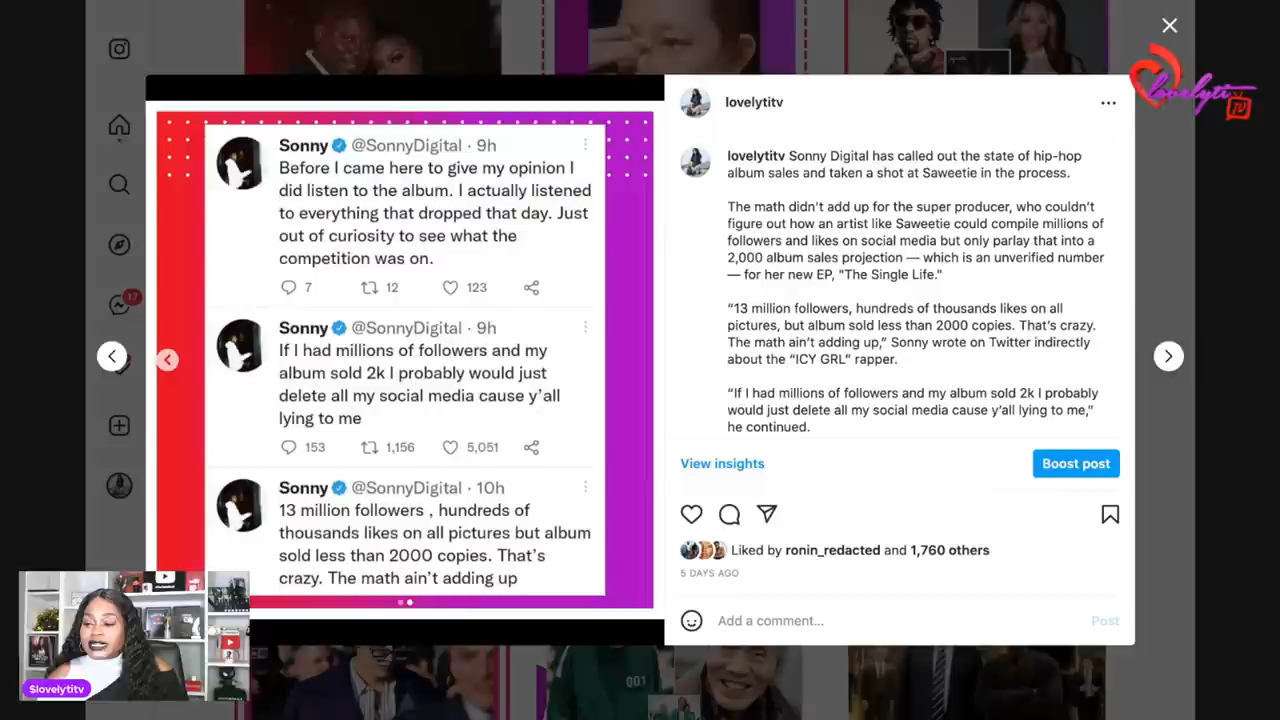 Sonny @SonnyDigital · 9h
Before I came here to give my opinion I
did listen to the album. I actually listened
to everything that dropped that day. Just
out of curiosity to see what the
competition was on.
7 12 123
Sonny @SonnyDigital · 9h
If I had millions of followers and my
album sold 2k I probably would just
delete all my social media cause y'all
lying to me
153 1,156 5,051
Sonny @SonnyDigital · 10h
13 million followers , hundreds of
thousands likes on all pictures but album
sold less than 2000 copies. That's
crazy. The math ain't adding up
17
lovelytitv
lovelytitv Sonny Digital has called out the state of hip-hop
album sales and taken a shot at Saweetie in the process.
The math didn't add up for the super producer, who couldn't
figure out how an artist like Saweetie could compile millions of
followers and likes on social media but only parlay that into a
2,000 album sales projection — which is an unverified number
— for her new EP, "The Single Life."
"13 million followers, hundreds of thousands likes on all
pictures, but album sold less than 2000 copies. That's crazy.
The math ain't adding up," Sonny wrote on Twitter indirectly
about the "ICY GRL" rapper.
"If I had millions of followers and my album sold 2k I probably
would just delete all my social media cause y'all lying to me,"
he continued.
View insights
Boost post
Liked by ronin_redacted and 1,760 others
5 DAYS AGO
Add a comment...
Post
lovelyti
TV
$lovelytitv
001